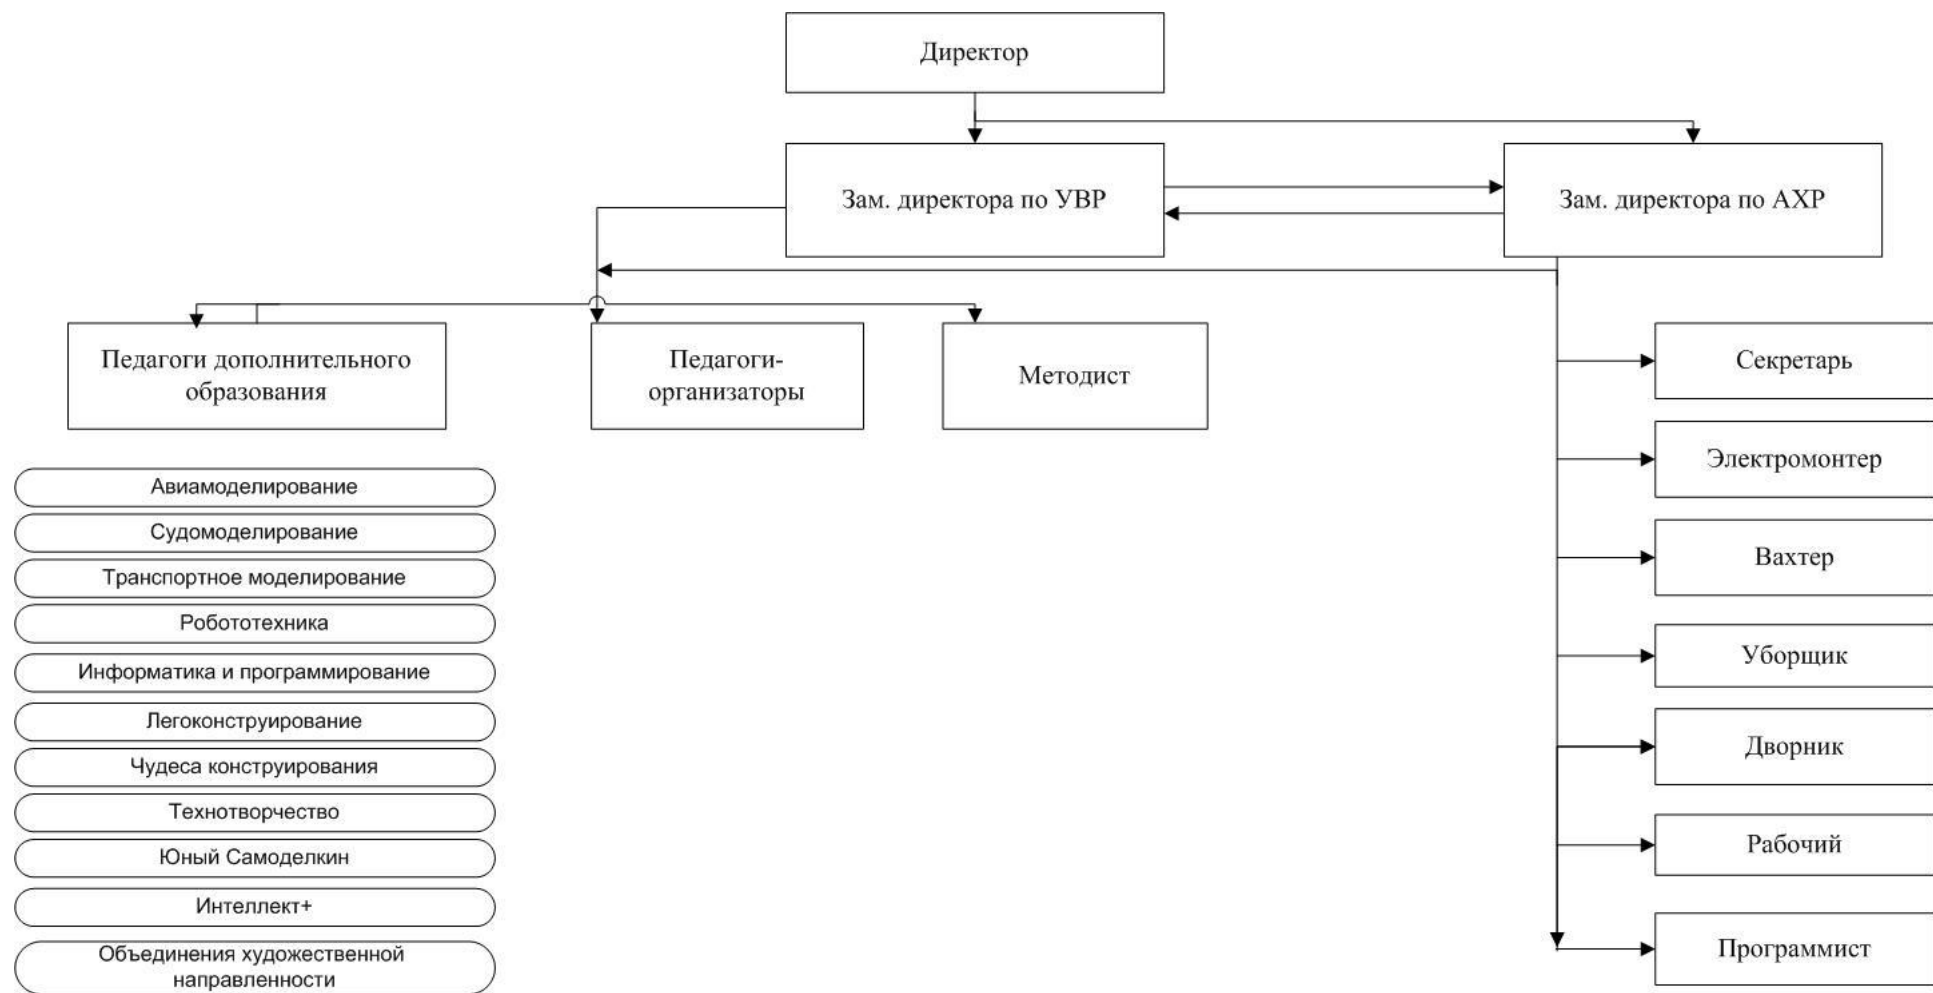 Директор
Зам. директора по УВР
Зам. директора по АХР
Педагоги дополнительного
образования
Педагоги-
организаторы
Методист
Секретарь
Электромонтер
Вахтер
Уборщик
Дворник
Рабочий
Программист
Авиамоделирование
Судомоделирование
Транспортное моделирование
Робототехника
Информатика и программирование
Легоконструирование
Чудеса конструирования
Технотворчество
Юный Самоделкин
Интеллект+
Объединения художественной
направленности